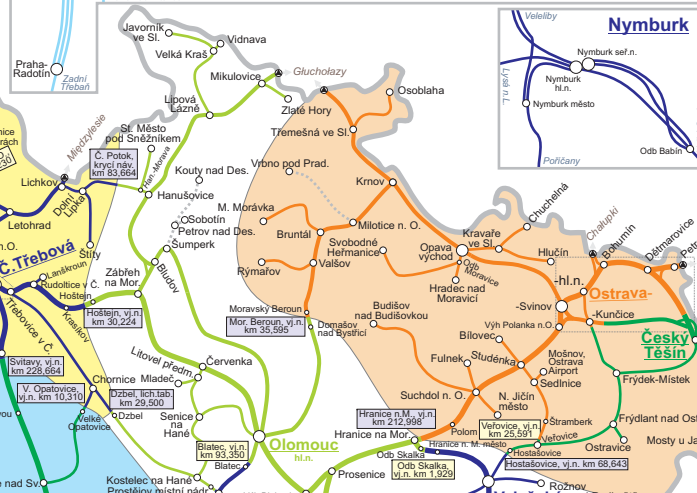 Praha-
Radotín
Zadní
Třebaň
Javorník
ve Sl.
Vidnava
Velká Kraš
Mikulovice
Głuchołazy
Zlaté Hory
Lipová
Lázně
Osoblaha
Třemešná ve Sl.
Veleliby
Nymburk
Nymburk seř.n.
Nymburk
hl.n.
Lysá n.L.
Nymburk město
Odb Babín
Poříčany
Międzylesie
St. Město
pod Sněžníkem
Č. Potok,
krycí náv.
km 83,664
Han.-Morava
Kouty nad Des.
Vrbno pod Prad.
Krnov
Lichkov
Dolní
Lipka
Hanušovice
Letohrad
Sobotín
Petrov nad Des.
Šumperk
M. Morávka
Milotice n. O.
Bruntál
Svobodné
Heřmanice
Opava
východ
Kravaře
ve Sl.
Chuchelná
Chałupki
Bohumín
Dětmarovice
Petr
Hlučín
Č.Třebová
Štíty
Lanškroun
Rudoltice v Č.
Hoštejn
Třebovice v Č.
Krasíkov
Zábřeh
na Mor.
Bludov
Rýmařov
Valšov
Odb
Moravice
Hradec nad
Moravicí
-hl.n.
Ostrava-
-Svinov
-Kunčice
Hoštejn, vj.n.
km 30,224
Moravský Beroun
Mor. Beroun, vj.n.
km 35,595
Domašov
nad Bystřicí
Budišov
nad Budišovkou
Výh Polanka n.O.
Bílovec
Český
Těšín
Svitavy, vj.n.
km 228,664
V. Opatovice,
vj.n. km 10,310
Chornice
Dzbel, lich.tab.
km 29,500
Dzbel
Velké
Opatovice
Litovel předm.
Červenka
Mladeč
Senice
na
Hané
Fulnek
Studénka
Mošnov,
Ostrava
Airport
Sedlnice
Suchdol n. O.
N. Jičín
město
Frýdek-Místek
Štramberk
Hranice n.M., vj.n.
km 212,998
Polom
Veřovice, vj.n.
km 25,591
Veřovice
Frýdlant nad Ost
Ostravice
Mosty u Ja
Olomouc
hl.n.
Blatec, vj.n.
km 93,350
Blatec
Hranice na Mor.
Hranice n. M. město
Odb Skalka
Odb Skalka,
vj.n. km 1,929
Hostašovice
Hostašovice, vj.n. km 68,643
Prosenice
Rožnov
Kostelec na Hané